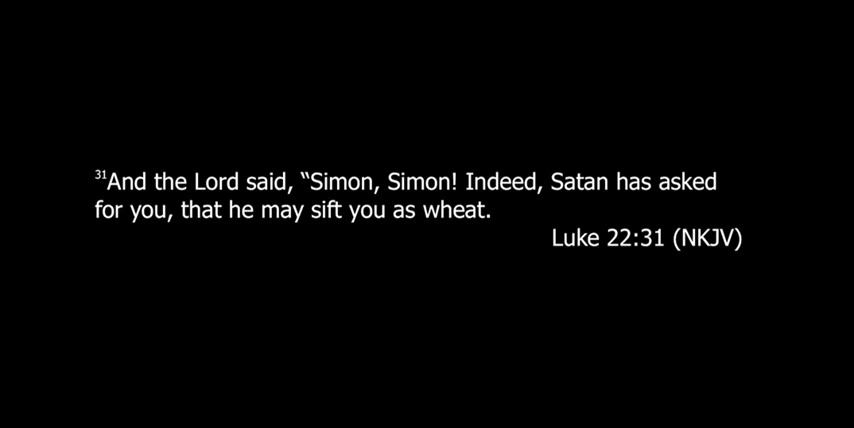 ³¹And the Lord said, “Simon, Simon! Indeed, Satan has asked
for you, that he may sift you as wheat.
Luke 22:31 (NKJV)